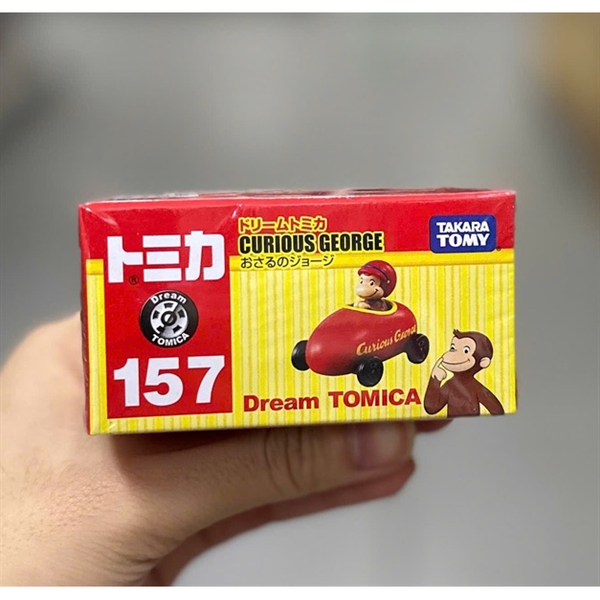 トミカ
®
Dream
TOMICA
157
ドリームトミカ
CURIOUS GEORGE
おさるのジョージ
TAKARA
TOMY
Curious George
Dream TOMICA